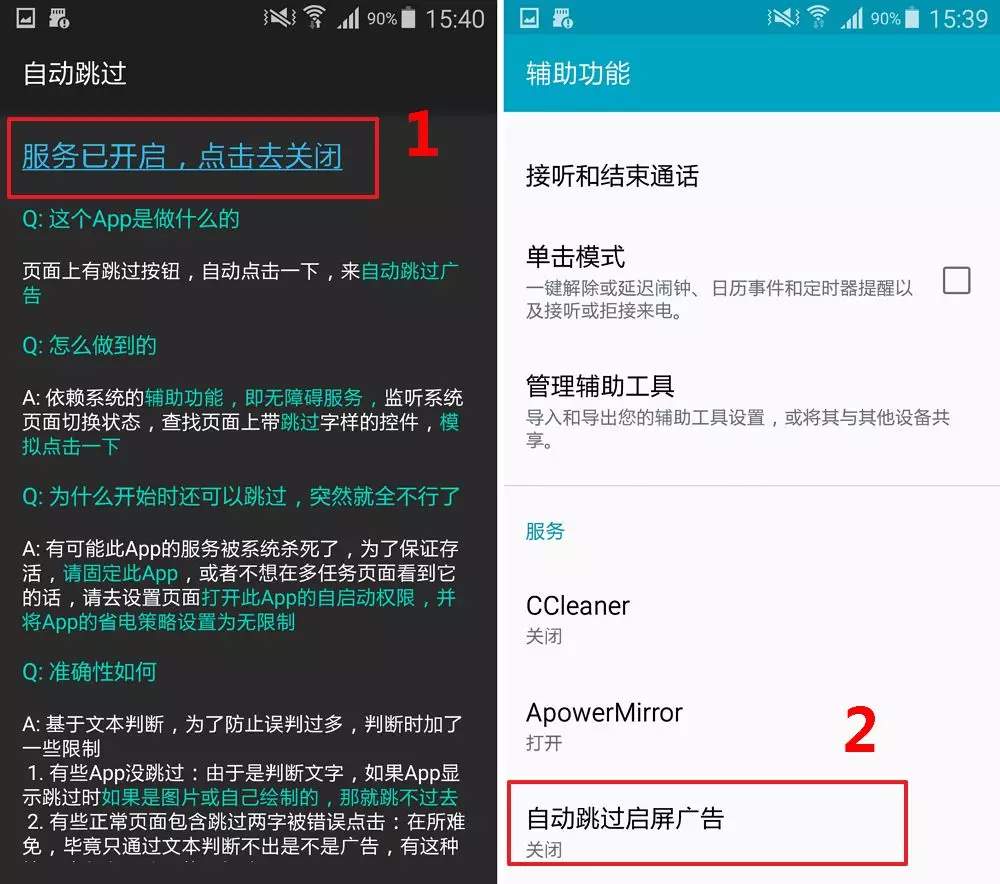 90% 15:40
自动跳过
服务已开启，点击去关闭
1
Q: 这个App是做什么的
页面上有跳过按钮，自动点击一下，来自动跳过广
告
Q: 怎么做到的
A: 依赖系统的辅助功能，即无障碍服务，监听系统
页面切换状态，查找页面上带跳过字样的控件，模
拟点击一下
Q: 为什么开始时还可以跳过，突然就全不行了
A: 有可能此App的服务被系统杀死了，为了保证存
活，请固定此App，或者不想在多任务页面看到它
的话，请去设置页面打开此App的自启动权限，并
将App的省电策略设置为无限制
Q: 准确性如何
A: 基于文本判断，为了防止误判过多，判断时加了
一些限制
1. 有些App没跳过：由于是判断文字，如果App显
示跳过时如果是图片或自己绘制的，那就跳不过去
2. 有些正常页面包含跳过两字被错误点击：在所难
免，毕竟只通过文本判断不出是不是广告，有这种
90% 15:39
辅助功能
接听和结束通话
单击模式
一键解除或延迟闹钟、日历事件和定时器提醒以
及接听或拒接来电。
管理辅助工具
导入和导出您的辅助工具设置，或将其与其他设备共
享。
服务
CCleaner
关闭
ApowerMirror
打开
2
自动跳过启屏广告
关闭